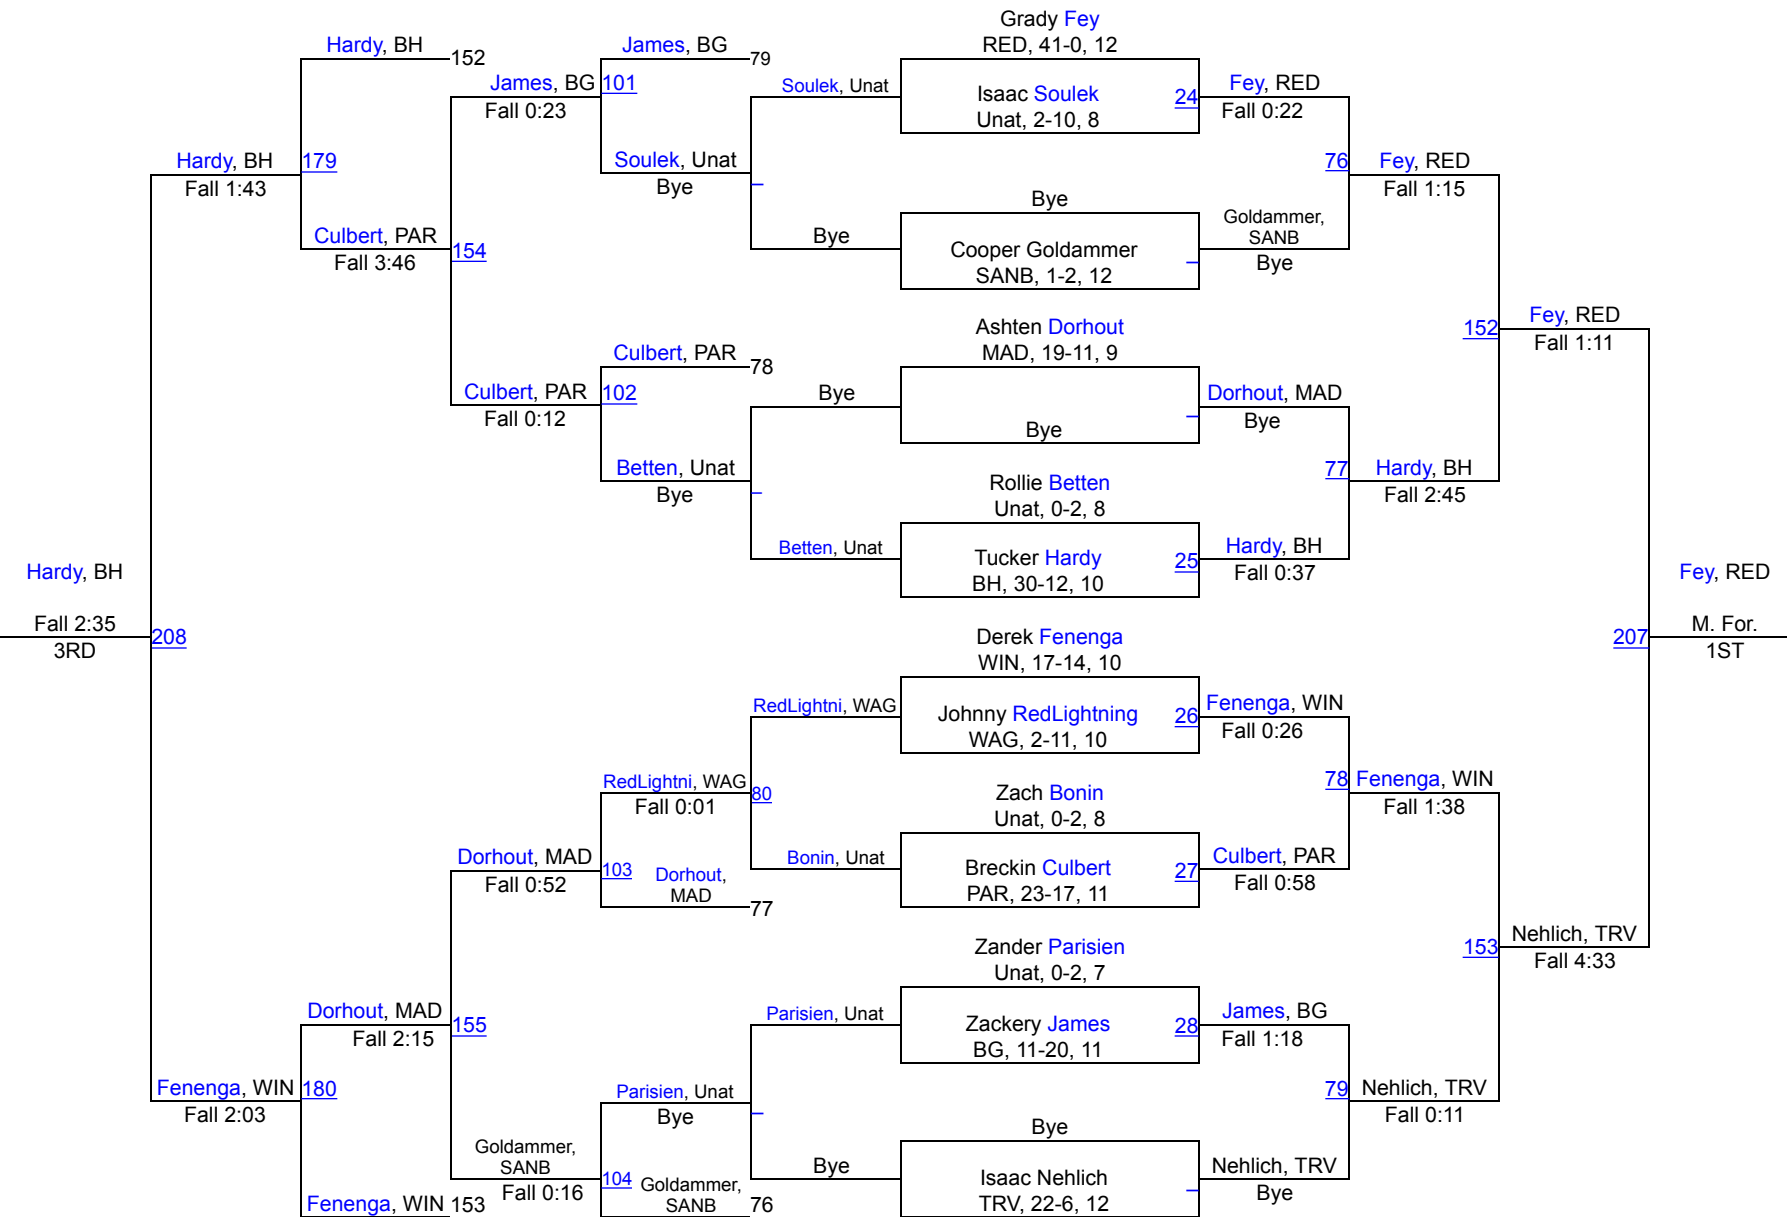 Grady Fey
RED, 41-0, 12
Hardy, BH
152
James, BG
79
James, BG
101
Fall 0:23
Soulek, Unat
Isaac Soulek
Unat, 2-10, 8
24
Fey, RED
Fall 0:22
Hardy, BH
179
Fall 1:43
Soulek, Unat
Bye
76
Fey, RED
Fall 1:15
Bye
Culbert, PAR
Fall 3:46
154
Bye
Cooper Goldammer
SANB, 1-2, 12
Goldammer,
SANB
Bye
Ashten Dorhout
MAD, 19-11, 9
152
Fey, RED
Fall 1:11
Culbert, PAR
78
Culbert, PAR
102
Fall 0:12
Bye
Bye
Dorhout, MAD
Bye
Betten, Unat
Bye
Rollie Betten
Unat, 0-2, 8
77
Hardy, BH
Fall 2:45
Betten, Unat
Tucker Hardy
BH, 30-12, 10
25
Hardy, BH
Fall 0:37
Hardy, BH
Fall 2:35
3RD
208
Fey, RED
M. For.
1ST
207
Derek Fenenga
WIN, 17-14, 10
RedLightni, WAG
Johnny RedLightning
WAG, 2-11, 10
26
Fenenga, WIN
Fall 0:26
RedLightni, WAG
Fall 0:01
80
Zach Bonin
Unat, 0-2, 8
78
Fenenga, WIN
Fall 1:38
Dorhout, MAD
Fall 0:52
103
Dorhout,
MAD
77
Bonin, Unat
Breckin Culbert
PAR, 23-17, 11
27
Culbert, PAR
Fall 0:58
Zander Parisien
Unat, 0-2, 7
153
Nehlich, TRV
Fall 4:33
Dorhout, MAD
Fall 2:15
155
Parisien, Unat
Zackery James
BG, 11-20, 11
28
James, BG
Fall 1:18
Fenenga, WIN
180
Fall 2:03
Parisien, Unat
Bye
79
Nehlich, TRV
Fall 0:11
Bye
Goldammer,
SANB
Fall 0:16
104
Goldammer,
SANB
76
Bye
Isaac Nehlich
TRV, 22-6, 12
Nehlich, TRV
Bye
Fenenga, WIN
153